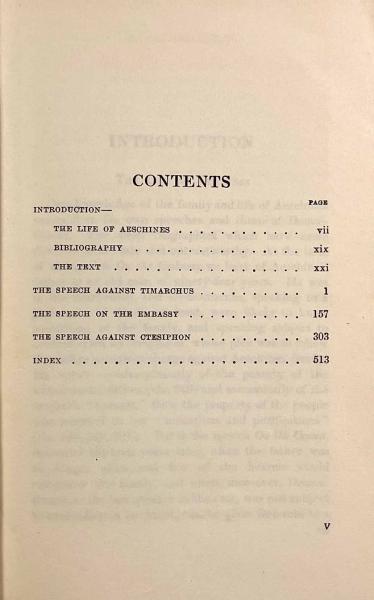 CONTENTS
PAGE
INTRODUCTION—
THE LIFE OF AESCHINES . . . . . . . . . . vii
BIBLIOGRAPHY . . . . . . . . . . . . . . xix
THE TEXT . . . . . . . . . . . . . . . xxi
THE SPEECH AGAINST TIMARCHUS . . . . . . . . . 1
THE SPEECH ON THE EMBASSY . . . . . . . . . . 157
THE SPEECH AGAINST CTESIPHON . . . . . . . . . 303
INDEX . . . . . . . . . . . . . . . . . . 513
v